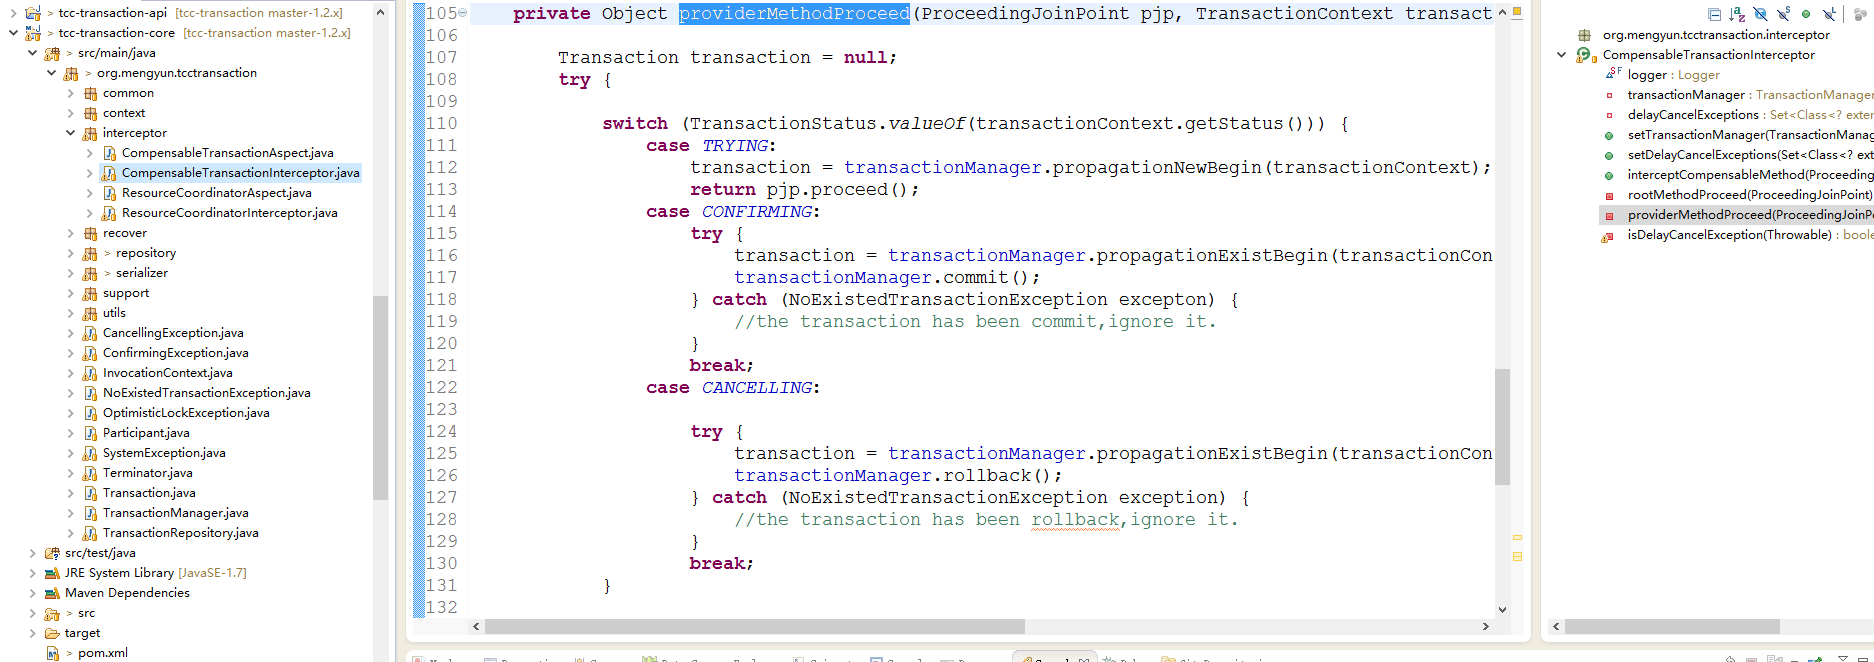 > tcc-transaction-api [tcc-transaction master-1.2.x]
> tcc-transaction-core [tcc-transaction master-1.2.x]
> src/main/java
> org.mengyun.tcctransaction
common
context
interceptor
CompensableTransactionAspect.java
CompensableTransactionInterceptor.java
ResourceCoordinatorAspect.java
ResourceCoordinatorInterceptor.java
recover
> repository
> serializer
support
utils
CancellingException.java
ConfirmingException.java
InvocationContext.java
NoExistedTransactionException.java
OptimisticLockException.java
Participant.java
SystemException.java
Terminator.java
Transaction.java
TransactionManager.java
TransactionRepository.java
src/test/java
JRE System Library [JavaSE-1.7]
Maven Dependencies
> src
target
> pom.xml
105 private Object providerMethodProceed(ProceedingJoinPoint pjp, TransactionContext transact
106
107 Transaction transaction = null;
108 try {
109
110 switch (TransactionStatus.valueOf(transactionContext.getStatus())) {
111 case TRYING:
112 transaction = transactionManager.propagationNewBegin(transactionContext);
113 return pjp.proceed();
114 case CONFIRMING:
115 try {
116 transaction = transactionManager.propagationExistBegin(transactionCon
117 transactionManager.commit();
118 } catch (NoExistedTransactionException excepton) {
119 //the transaction has been commit,ignore it.
120 }
121 break;
122 case CANCELLING:
123
124 try {
125 transaction = transactionManager.propagationExistBegin(transactionCon
126 transactionManager.rollback();
127 } catch (NoExistedTransactionException exception) {
128 //the transaction has been rollback,ignore it.
129 }
130 break;
131 }
132
org.mengyun.tcctransaction.interceptor
CompensableTransactionInterceptor
logger : Logger
transactionManager : TransactionManager
delayCancelExceptions : Set<Class<? exter
setTransactionManager(TransactionManag
setDelayCancelExceptions(Set<Class<? ext
interceptCompensableMethod(Proceeding
rootMethodProceed(ProceedingJoinPoint)
providerMethodProceed(ProceedingJoinP
isDelayCancelException(Throwable) : boole